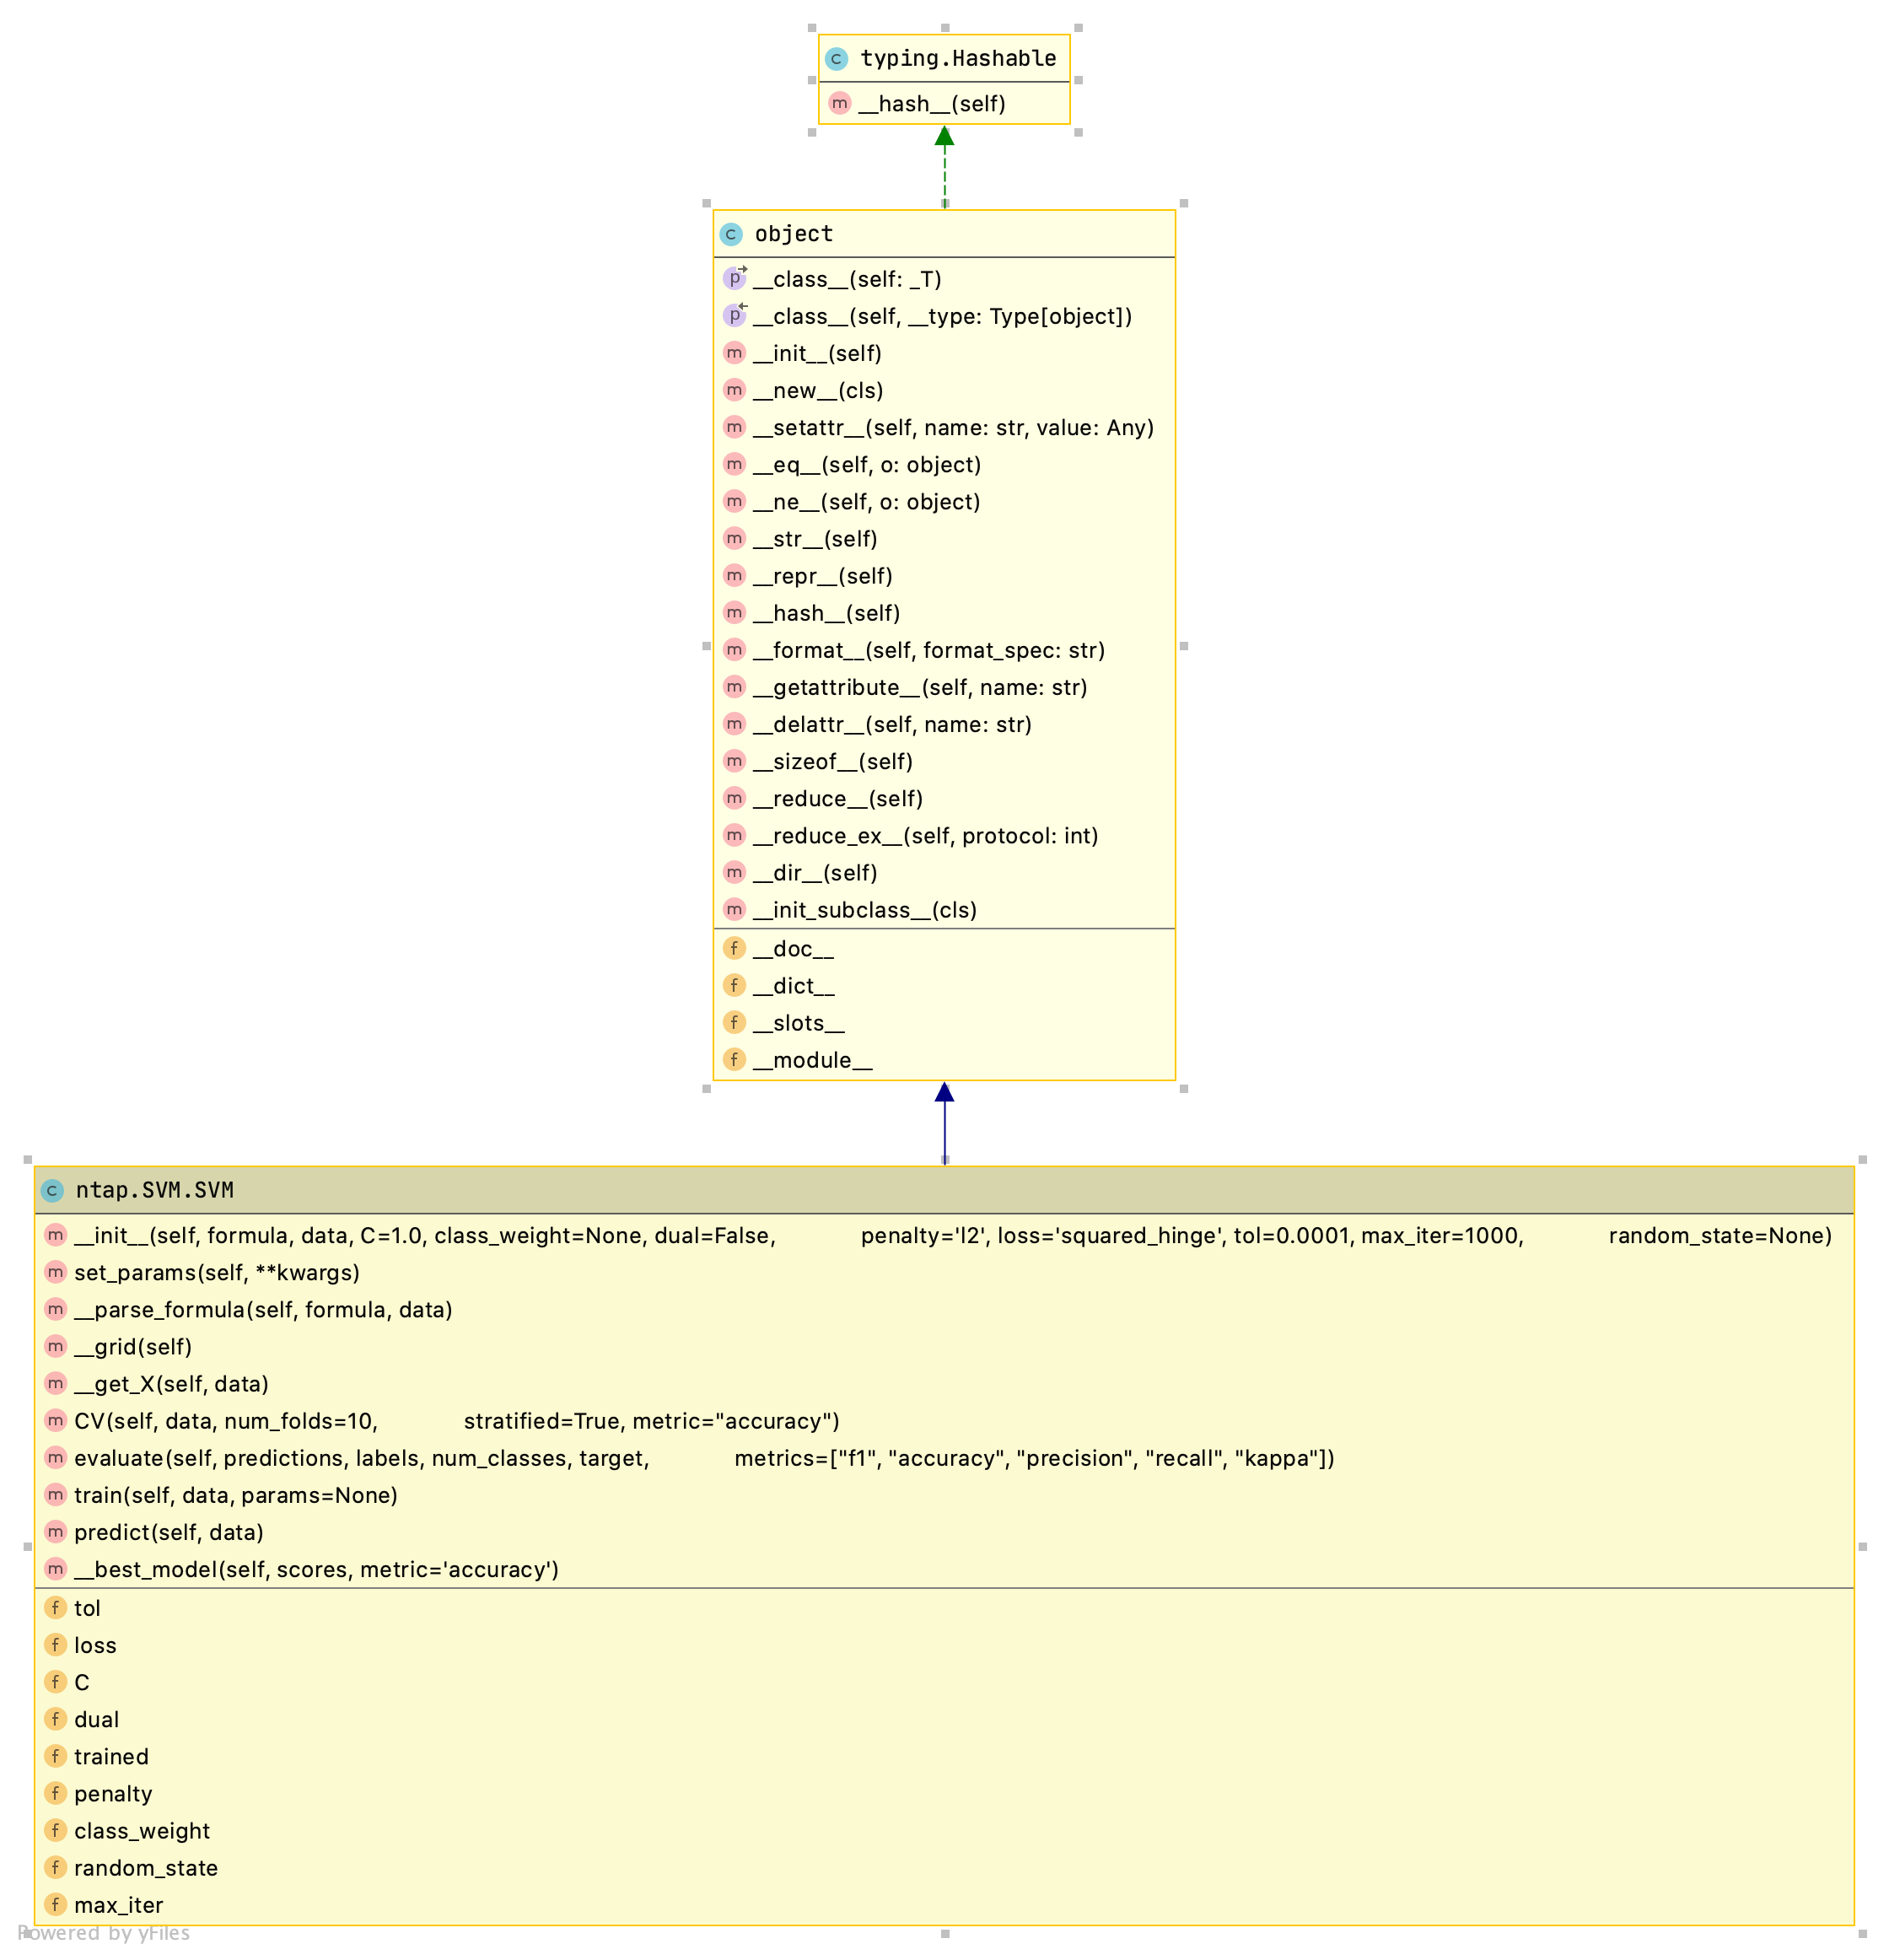 typing.Hashable
__hash__(self)
object
__class__(self: _T)
__class__(self, __type: Type[object])
__init__(self)
__new__(cls)
__setattr__(self, name: str, value: Any)
__eq__(self, o: object)
__ne__(self, o: object)
__str__(self)
__repr__(self)
__hash__(self)
__format__(self, format_spec: str)
__getattribute__(self, name: str)
__delattr__(self, name: str)
__sizeof__(self)
__reduce__(self)
__reduce_ex__(self, protocol: int)
__dir__(self)
__init_subclass__(cls)
__doc__
__dict__
__slots__
__module__
ntap.SVM.SVM
__init__(self, formula, data, C=1.0, class_weight=None, dual=False, penalty='l2', loss='squared_hinge', tol=0.0001, max_iter=1000, random_state=None)
set_params(self, **kwargs)
__parse_formula(self, formula, data)
__grid(self)
__get_X(self, data)
CV(self, data, num_folds=10, stratified=True, metric="accuracy")
evaluate(self, predictions, labels, num_classes, target, metrics=["f1", "accuracy", "precision", "recall", "kappa"])
train(self, data, params=None)
predict(self, data)
__best_model(self, scores, metric='accuracy')
tol
loss
C
dual
trained
penalty
class_weight
random_state
max_iter
Powered by yFiles